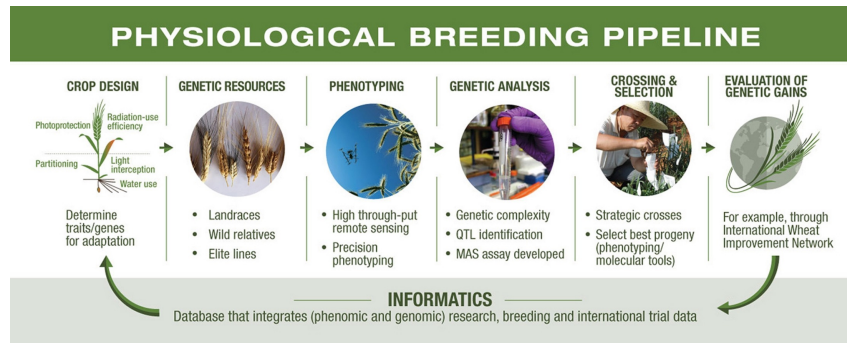 PHYSIOLOGICAL BREEDING PIPELINE
CROP DESIGN
Photoprotection
Radiation-use
efficiency
Partitioning
Light
interception
Water use
Determine
traits/genes
for adaptation
GENETIC RESOURCES
• Landraces
• Wild relatives
• Elite lines
PHENOTYPING
• High through-put
remote sensing
• Precision
phenotyping
GENETIC ANALYSIS
• Genetic complexity
• QTL identification
• MAS assay developed
CROSSING &
SELECTION
• Strategic crosses
• Select best progeny
(phenotyping/
molecular tools)
EVALUATION OF
GENETIC GAINS
For example, through
International Wheat
Improvement Network
INFORMATICS
Database that integrates (phenomic and genomic) research, breeding and international trial data